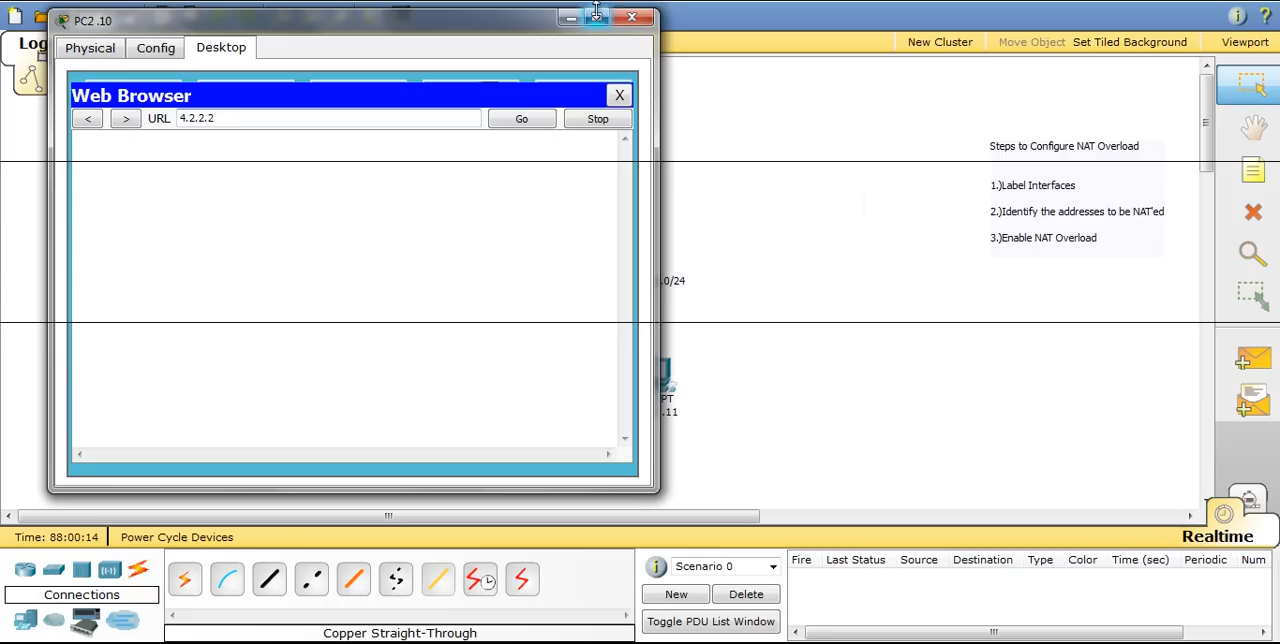 PC2 .10
Log
Physical
Config
Desktop
Web Browser
X
<
>
URL
4.2.2.2
Go
Stop
New Cluster
Move Object
Set Tiled Background
Viewport
Steps to Configure NAT Overload
1.)Label Interfaces
2.)Identify the addresses to be NAT'ed
3.)Enable NAT Overload
.0/24
PT
.11
Time: 88:00:14
Power Cycle Devices
Realtime
Connections
Copper Straight-Through
Scenario 0
New
Delete
Toggle PDU List Window
Fire
Last Status
Source
Destination
Type
Color
Time (sec)
Periodic
Num